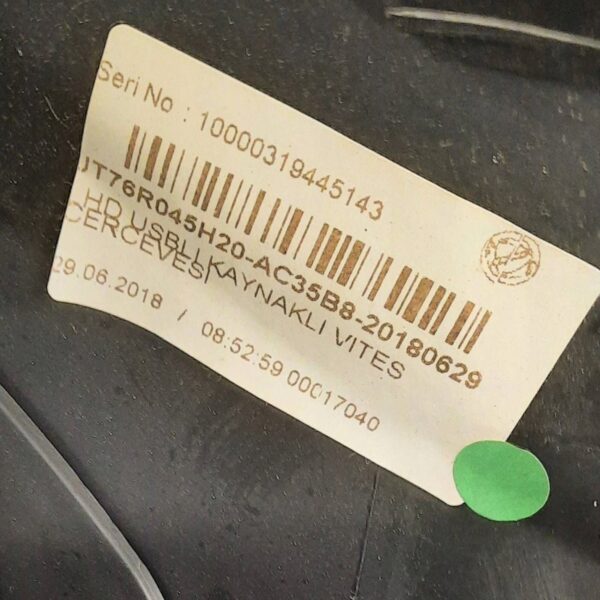 Seri No : 10000319445143
JT76R045H20-AC35B8-20180629
HD USBLI KAYNAKLI VITES
CERCEVESI
29.06.2018 / 08:52:59 00017040